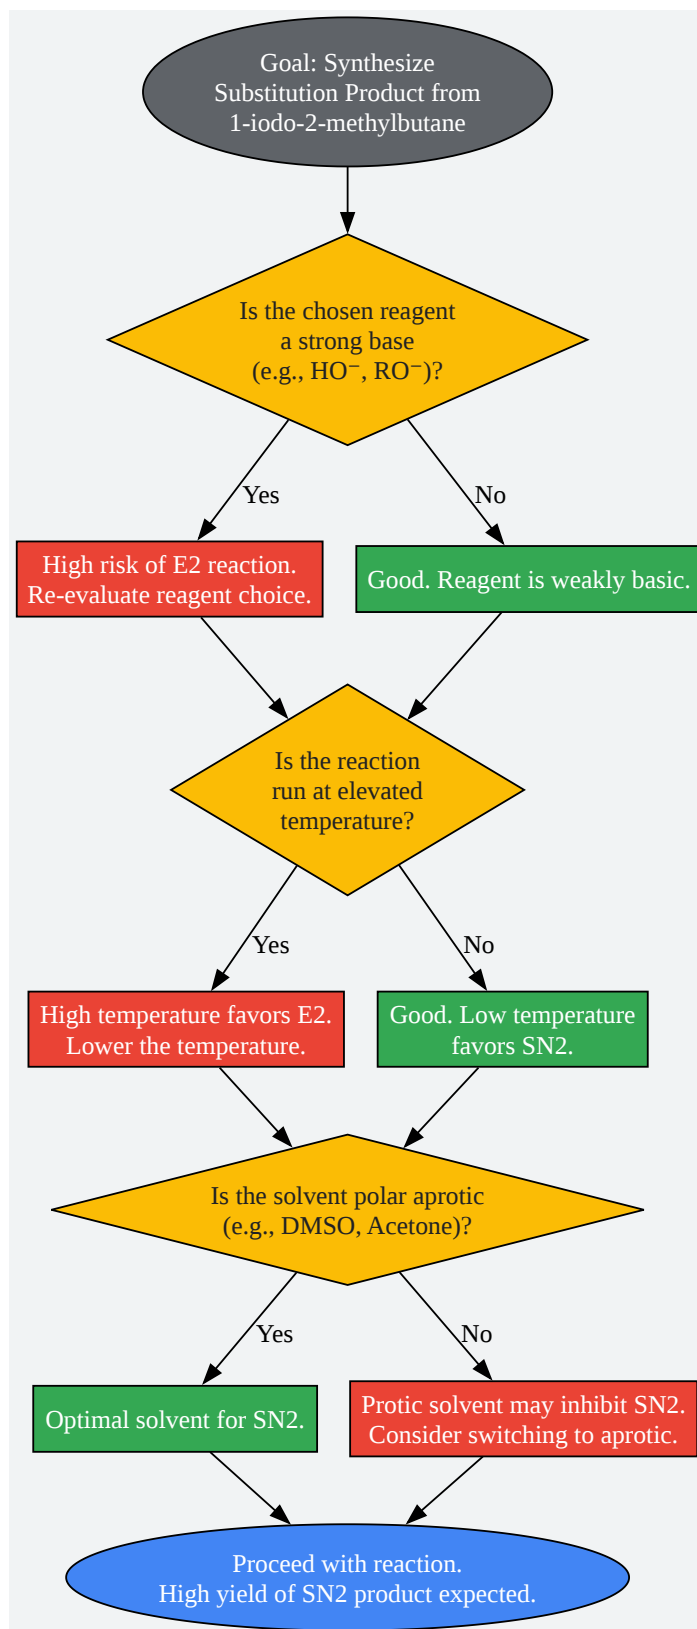 Goal: Synthesize
Substitution Product from
1-iodo-2-methylbutane
Is the chosen reagent
a strong base
(e.g., HO⁻, RO⁻)?
Yes
No
High risk of E2 reaction.
Re-evaluate reagent choice.
Good. Reagent is weakly basic.
Is the reaction
run at elevated
temperature?
Yes
No
High temperature favors E2.
Lower the temperature.
Good. Low temperature
favors SN2.
Is the solvent polar aprotic
(e.g., DMSO, Acetone)?
Yes
No
Optimal solvent for SN2.
Protic solvent may inhibit SN2.
Consider switching to aprotic.
Proceed with reaction.
High yield of SN2 product expected.